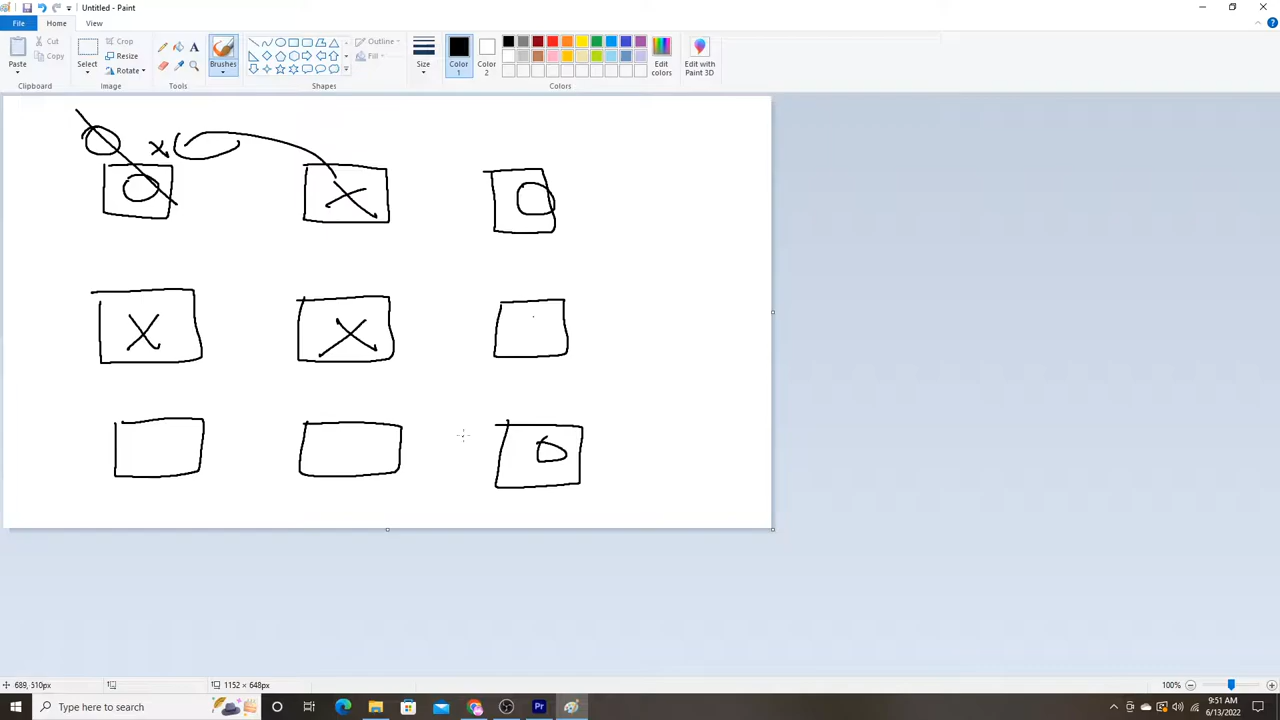 Untitled - Paint
File Home View
Paste
Cut
Copy
Clipboard
Select
Crop
Resize
Rotate
Image
A
Tools
Brushes
Outline
Fill
Shapes
Size
Color 1
Color 2
Edit colors
Colors
Edit with Paint 3D
O X
O X O
X X
O
689, 510px
1152 × 648px
100%
Type here to search
Pr
9:51 AM
6/13/2022